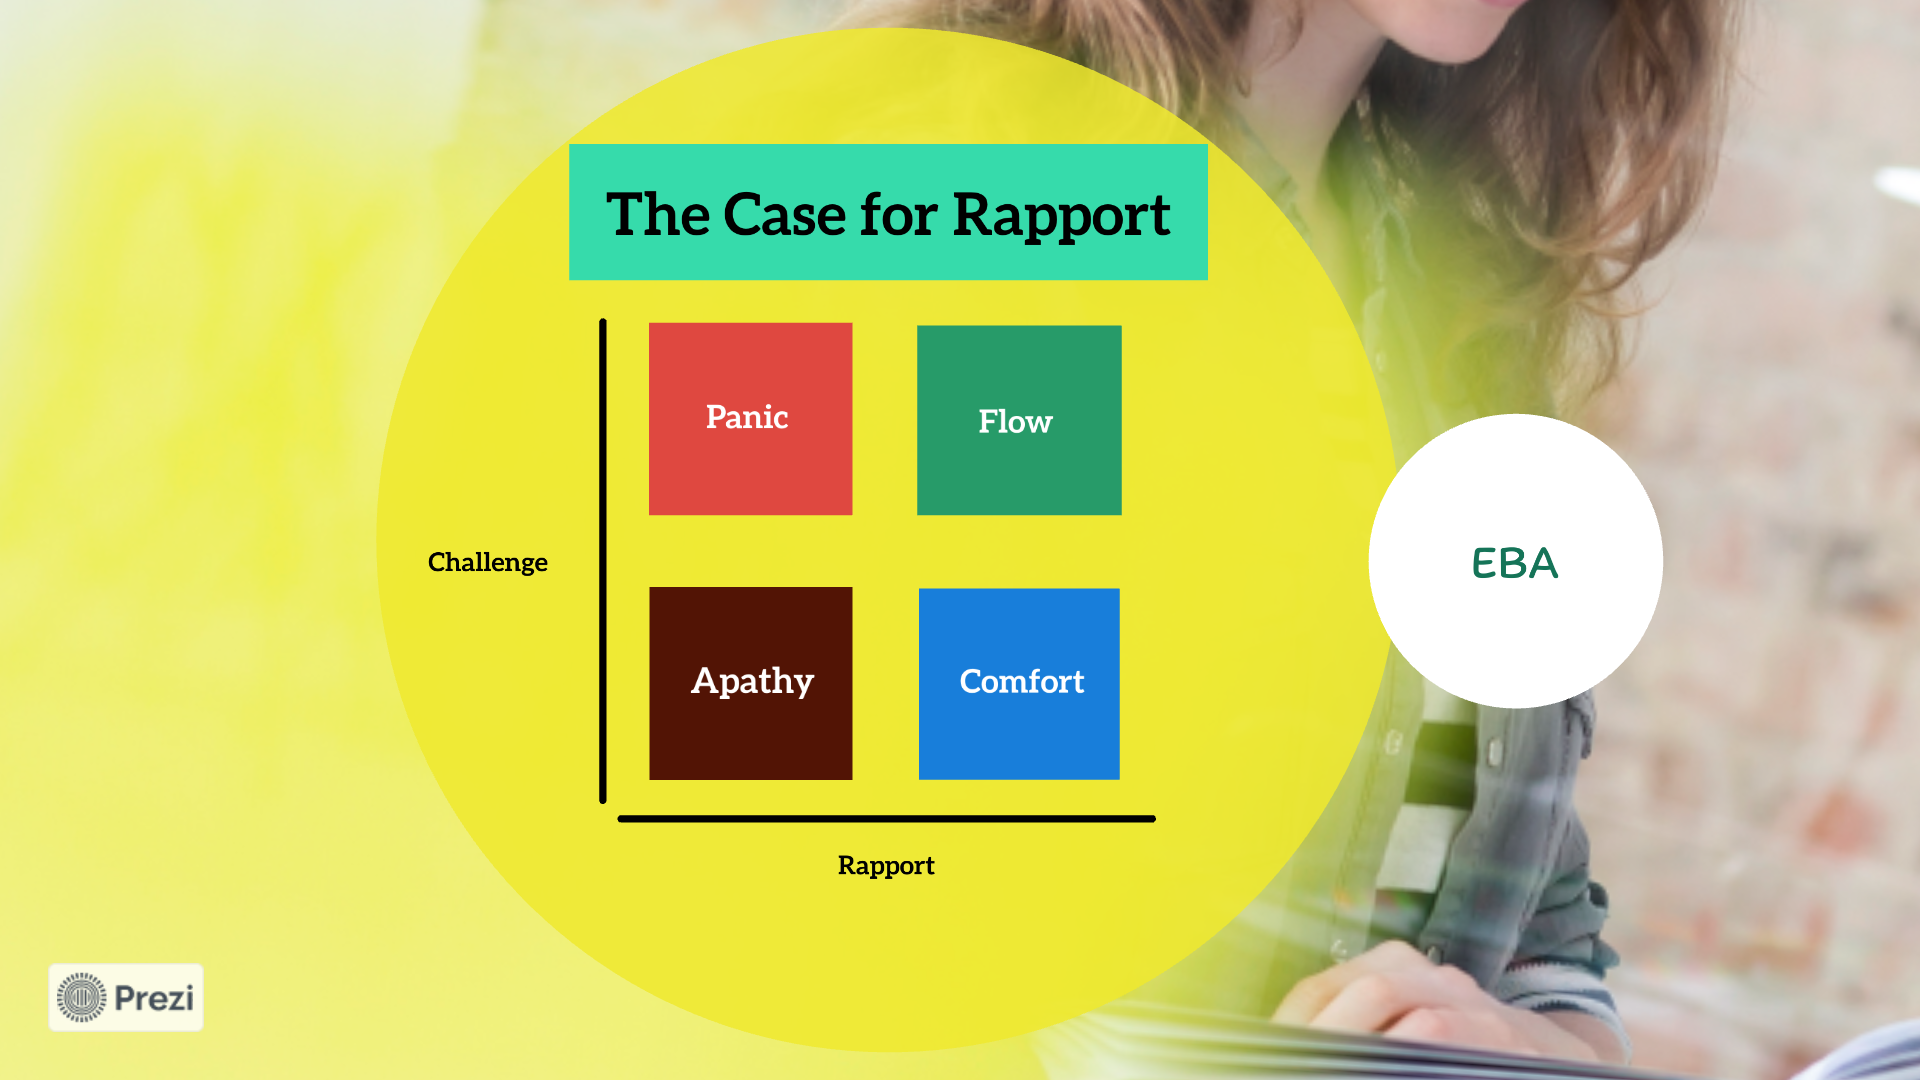 The Case for Rapport
Panic
Flow
Challenge
EBA
Apathy
Comfort
Rapport
Prezi